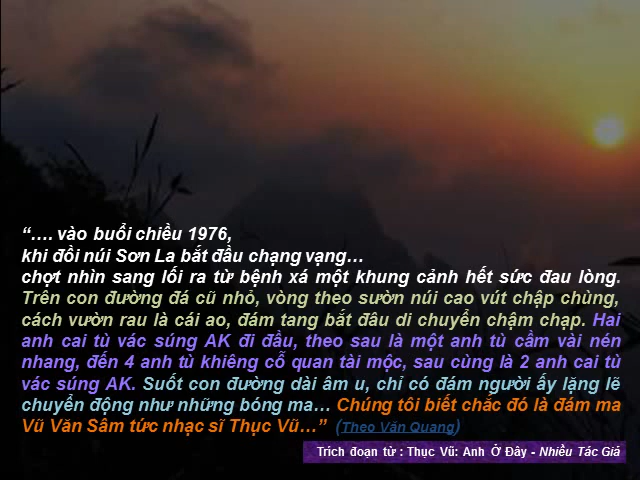 “…. vào buổi chiều 1976,
khi đồi núi Sơn La bắt đầu chạng vạng…
chợt nhìn sang lối ra từ bệnh xá một khung cảnh hết sức đau lòng.
Trên con đường đá cũ nhỏ, vòng theo sườn núi cao vút chập chùng,
cách vườn rau là cái ao, đám tang bắt đâu di chuyển chậm chạp. Hai
anh cai tù vác súng AK đi đầu, theo sau là một anh tù cầm vài nén
nhang, đến 4 anh tù khiêng cỗ quan tài mộc, sau cùng là 2 anh cai tù
vác súng AK. Suốt con đường dài âm u, chỉ có đám người ấy lặng lẽ
chuyển động như những bóng ma… Chúng tôi biết chắc đó là đám ma
Vũ Văn Sâm tức nhạc sĩ Thục Vũ…” (Theo Văn Quang)
Trích đoạn từ : Thục Vũ: Anh Ở Đây - Nhiều Tác Giả